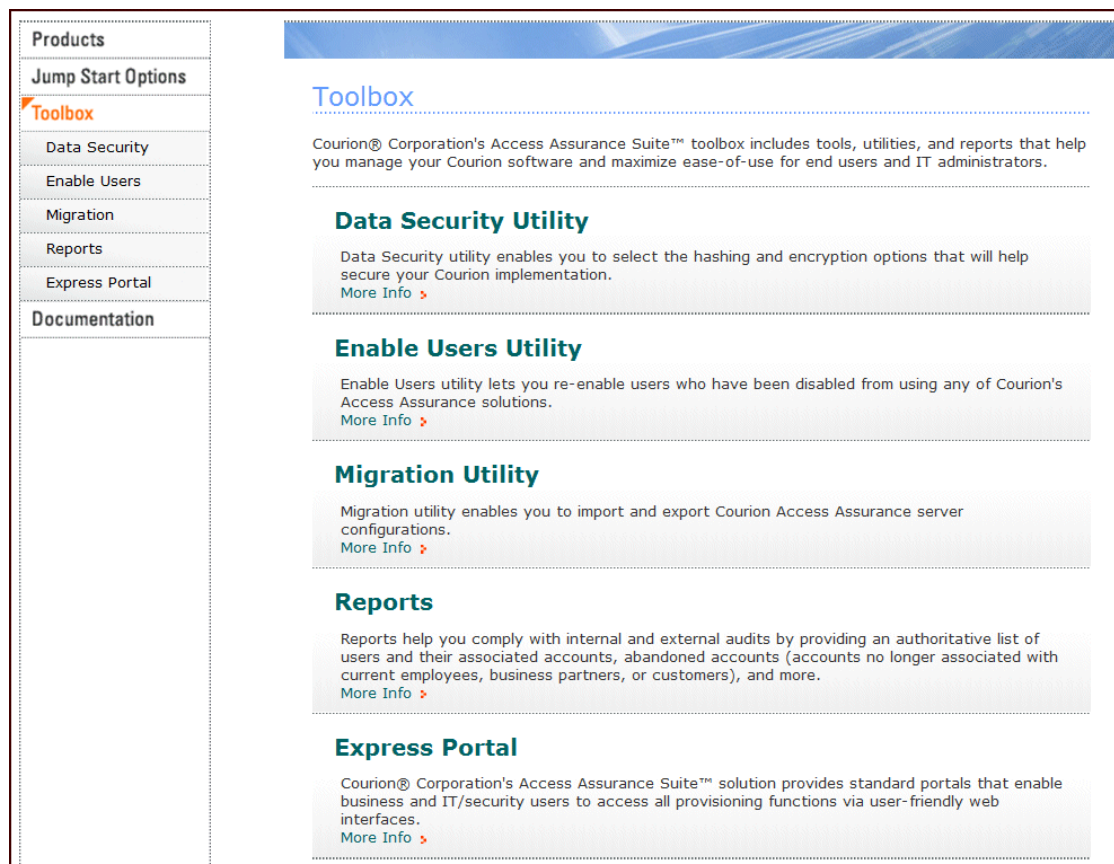 Products
Jump Start Options
Toolbox
Data Security
Enable Users
Migration
Reports
Express Portal
Documentation
Toolbox
Courion® Corporation's Access Assurance Suite™ toolbox includes tools, utilities, and reports that help
you manage your Courion software and maximize ease-of-use for end users and IT administrators.
Data Security Utility
Data Security utility enables you to select the hashing and encryption options that will help
secure your Courion implementation.
More Info
Enable Users Utility
Enable Users utility lets you re-enable users who have been disabled from using any of Courion's
Access Assurance solutions.
More Info
Migration Utility
Migration utility enables you to import and export Courion Access Assurance server
configurations.
More Info
Reports
Reports help you comply with internal and external audits by providing an authoritative list of
users and their associated accounts, abandoned accounts (accounts no longer associated with
current employees, business partners, or customers), and more.
More Info
Express Portal
Courion® Corporation's Access Assurance Suite™ solution provides standard portals that enable
business and IT/security users to access all provisioning functions via user-friendly web
interfaces.
More Info